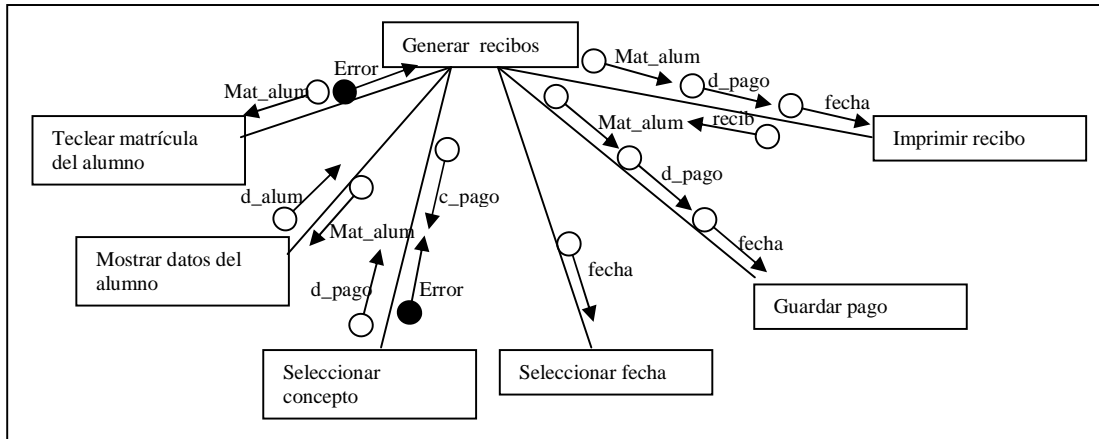 Generar recibos
Mat_alum
Error
d_pago
Mat_alum
fecha
recib
Teclear matrícula
del alumno
Mat_alum
Imprimir recibo
c_pago
d_pago
d_alum
Mat_alum
fecha
Mostrar datos del
alumno
fecha
d_pago
Error
Guardar pago
Seleccionar
concepto
Seleccionar fecha